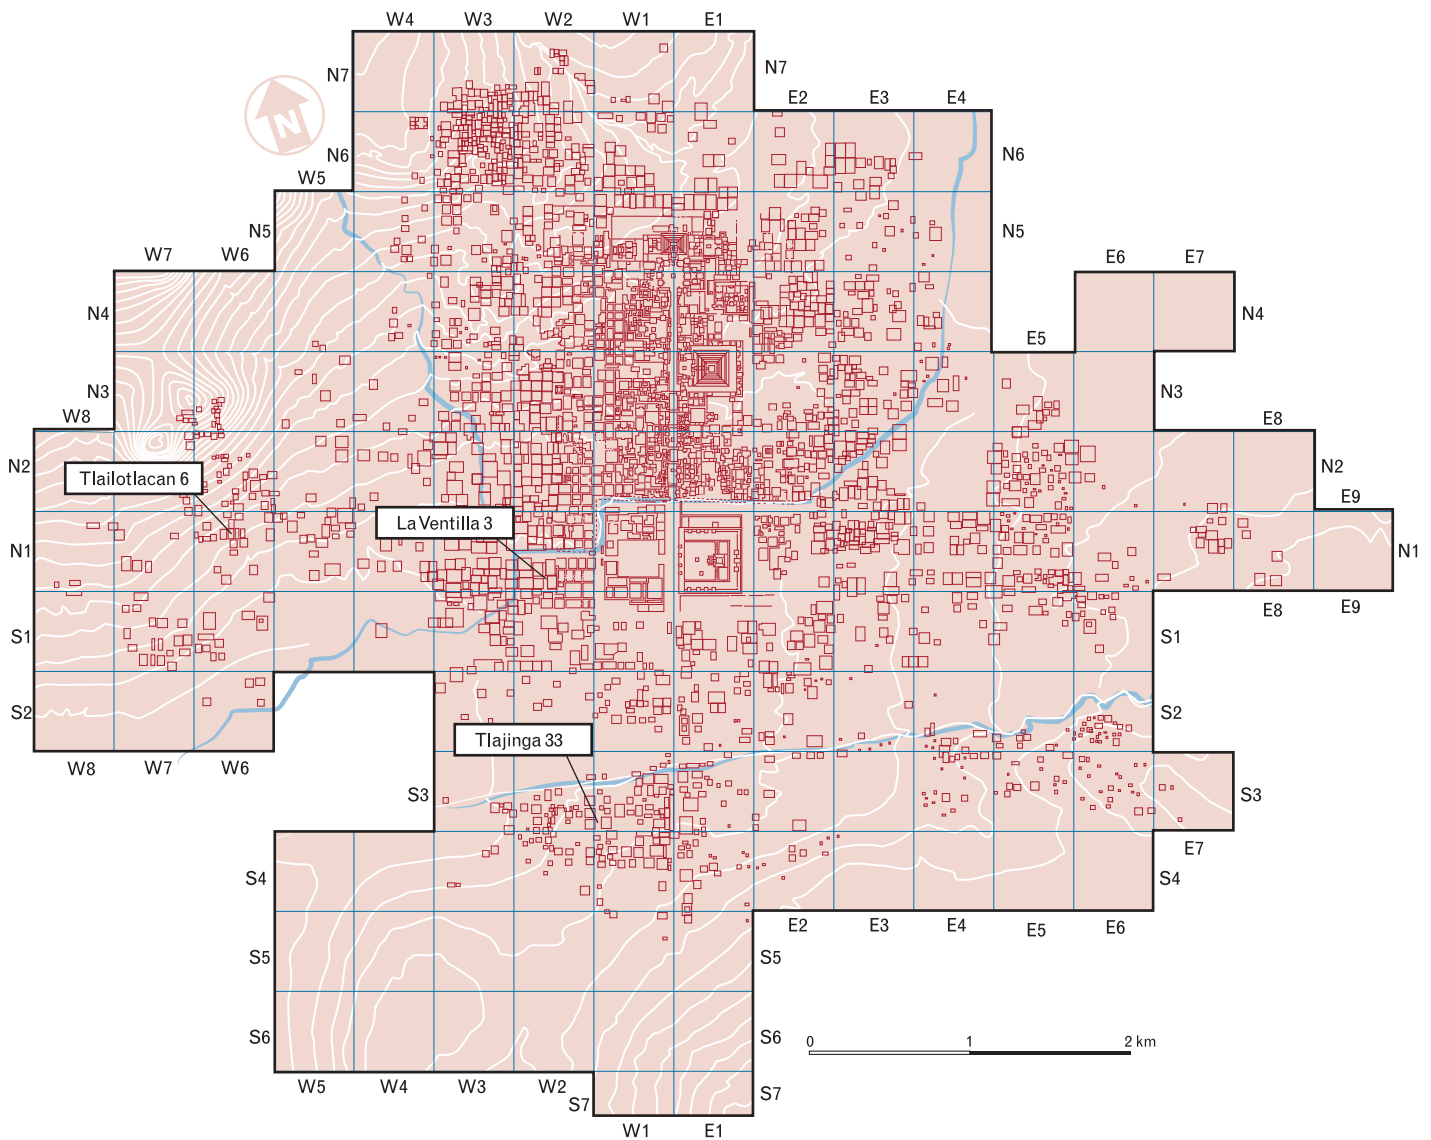 W4 W3 W2 W1 E1
N7 N7
E2 E3 E4
N
N6 N6
W5
N5 N5
W7 W6 E6 E7
N4 N4
E5
N3 N3
W8 E8
N2 N2
Tlailotlacan 6
E9
La Ventilla 3
N1 N1
E8 E9
S1 S1
S2 S2
Tlajinga 33
W8 W7 W6
S3 S3
E7
S4 S4
E2 E3 E4 E5 E6
S5 S5
S6 S6
0 1 2 km
W5 W4 W3 W2
S7 S7
W1 E1